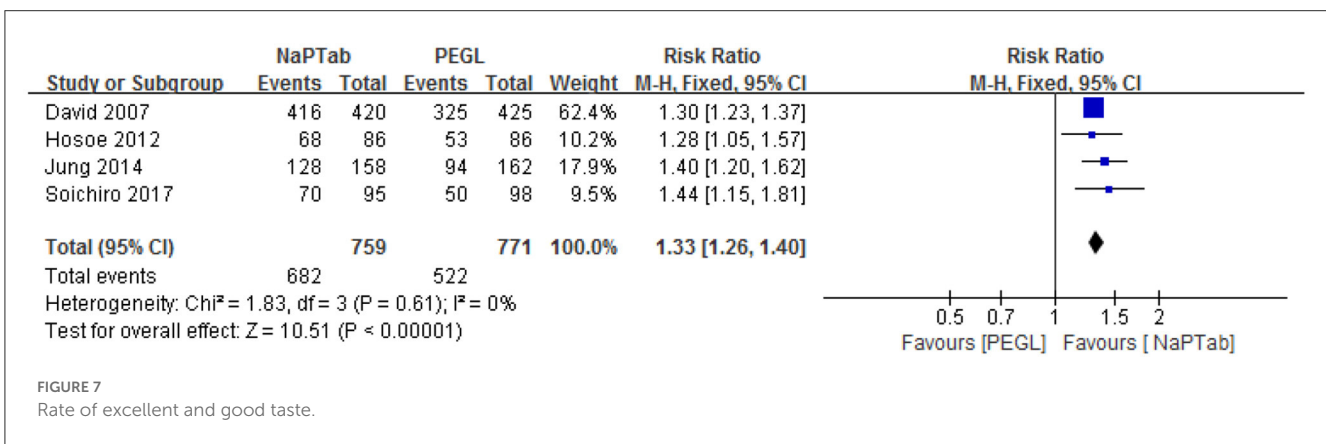 NaPTab PEGL Risk Ratio Risk Ratio
Study or Subgroup Events Total Events Total Weight M-H, Fixed, 95% CI M-H, Fixed, 95% CI
David 2007 416 420 325 425 62.4% 1.30 [1.23, 1.37]
Hosoe 2012 68 86 53 86 10.2% 1.28 [1.05, 1.57]
Jung 2014 128 158 94 162 17.9% 1.40 [1.20, 1.62]
Soichiro 2017 70 95 50 98 9.5% 1.44 [1.15, 1.81]
Total (95% CI) 759 771 100.0% 1.33 [1.26, 1.40]
Total events 682 522
Heterogeneity: Chi² = 1.83, df = 3 (P = 0.61); I² = 0%
Test for overall effect: Z = 10.51 (P < 0.00001)
0.5 0.7 1 1.5 2
Favours [PEGL] Favours [ NaPTab]
FIGURE 7
Rate of excellent and good taste.